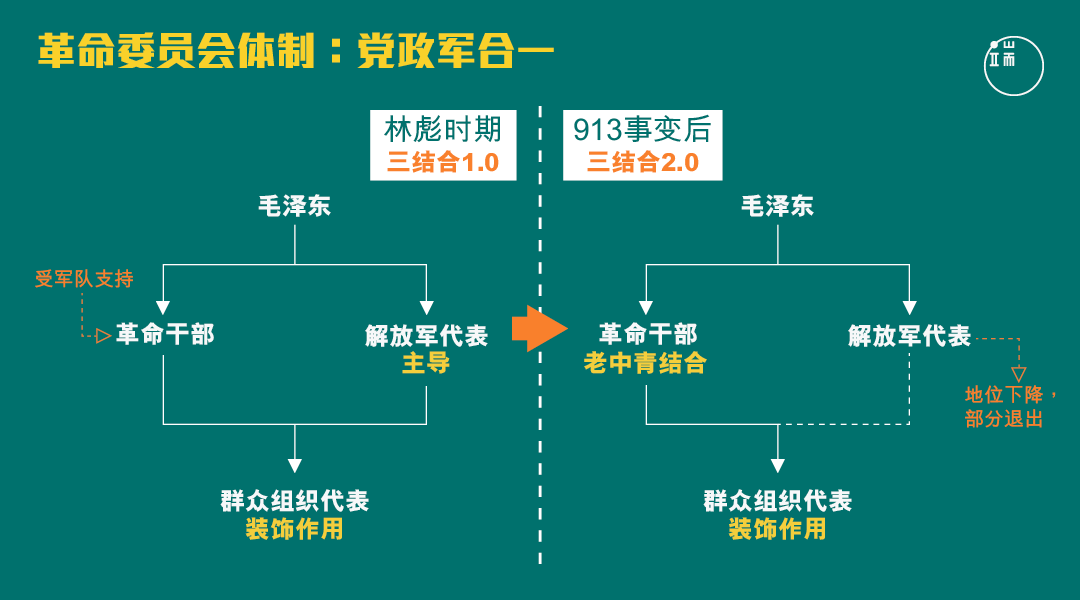 革命委员会体制：党政军合一
端
林彪时期
三结合1.0
913事变后
三结合2.0
毛泽东
受军队支持
革命干部
解放军代表
主导
群众组织代表
装饰作用
毛泽东
革命干部
老中青结合
解放军代表
地位下降，
部分退出
群众组织代表
装饰作用